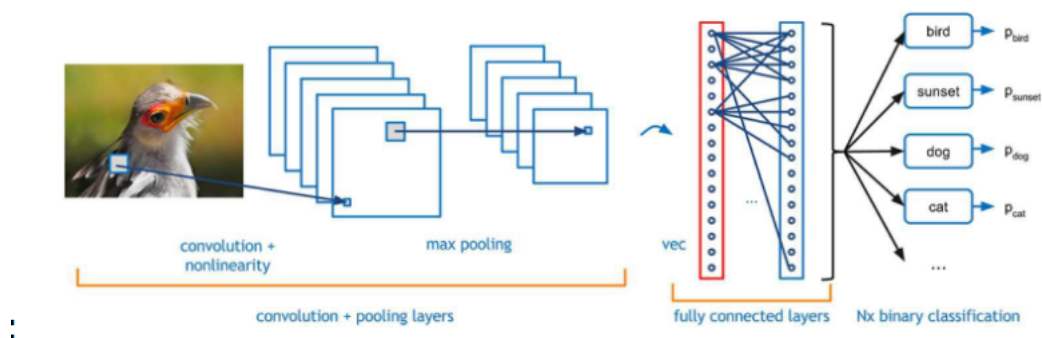 bird
p_bird
sunset
p_sunset
dog
p_dog
cat
p_cat
...
...
convolution +
nonlinearity
max pooling
vec
convolution + pooling layers
fully connected layers
Nx binary classification
: